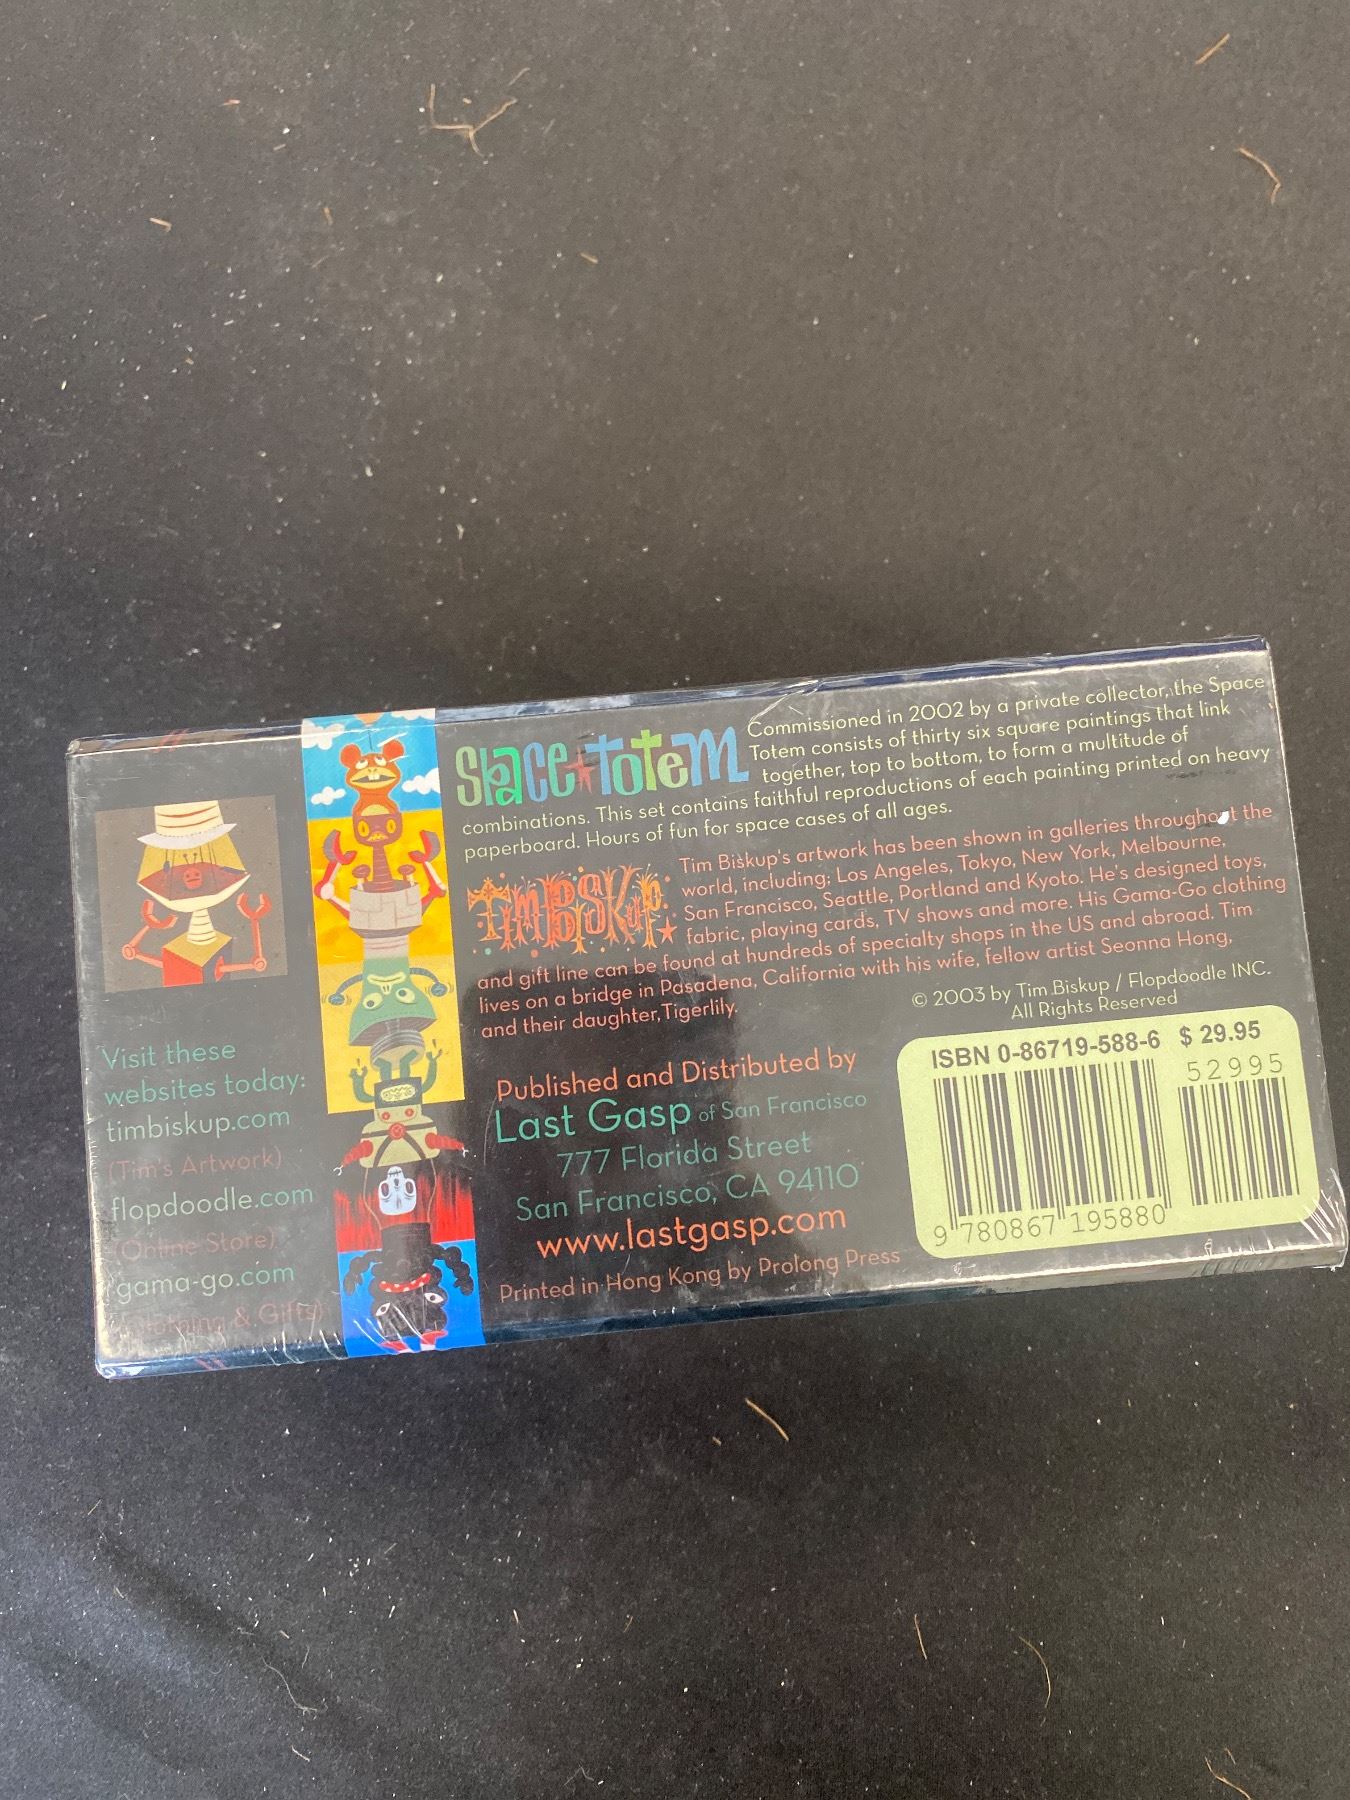 Space totem
Commissioned in 2002 by a private collector, the Space
Totem consists of thirty six square paintings that link
together, top to bottom, to form a multitude of
combinations. This set contains faithful reproductions of each painting printed on heavy
paperboard. Hours of fun for space cases of all ages.
Tim Biskup
Tim Biskup's artwork has been shown in galleries throughout the
world, including; Los Angeles, Tokyo, New York, Melbourne,
San Francisco, Seattle, Portland and Kyoto. He's designed toys,
fabric, playing cards, TV shows and more. His Gama-Go clothing
and gift line can be found at hundreds of specialty shops in the US and abroad. Tim
lives on a bridge in Pasadena, California with his wife, fellow artist Seonna Hong,
and their daughter, Tigerlily.
© 2003 by Tim Biskup / Flopdoodle INC.
All Rights Reserved
Visit these
websites today:
timbiskup.com
(Tim's Artwork)
flopdoodle.com
(Online Store)
gama-go.com
(Clothing & Gifts)
Published and Distributed by
Last Gasp of San Francisco
777 Florida Street
San Francisco, CA 94110
www.lastgasp.com
Printed in Hong Kong by Prolong Press
ISBN 0-86719-588-6 $ 29.95
52995
9 780867 195880